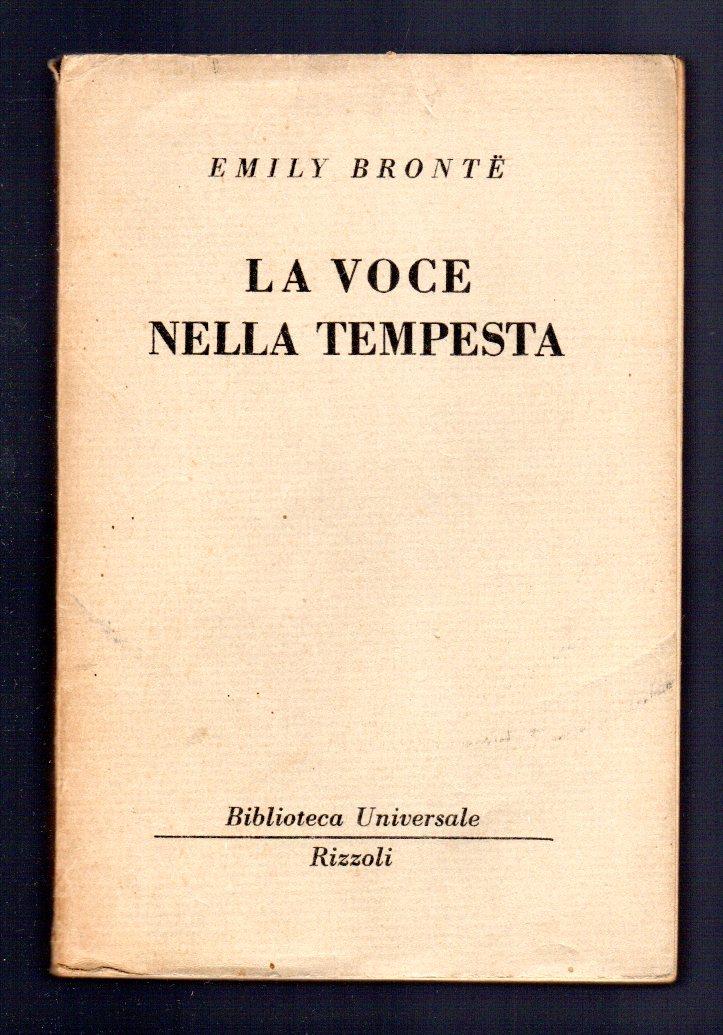 EMILY BRONTË
LA VOCE
NELLA TEMPESTA
Biblioteca Universale
Rizzoli